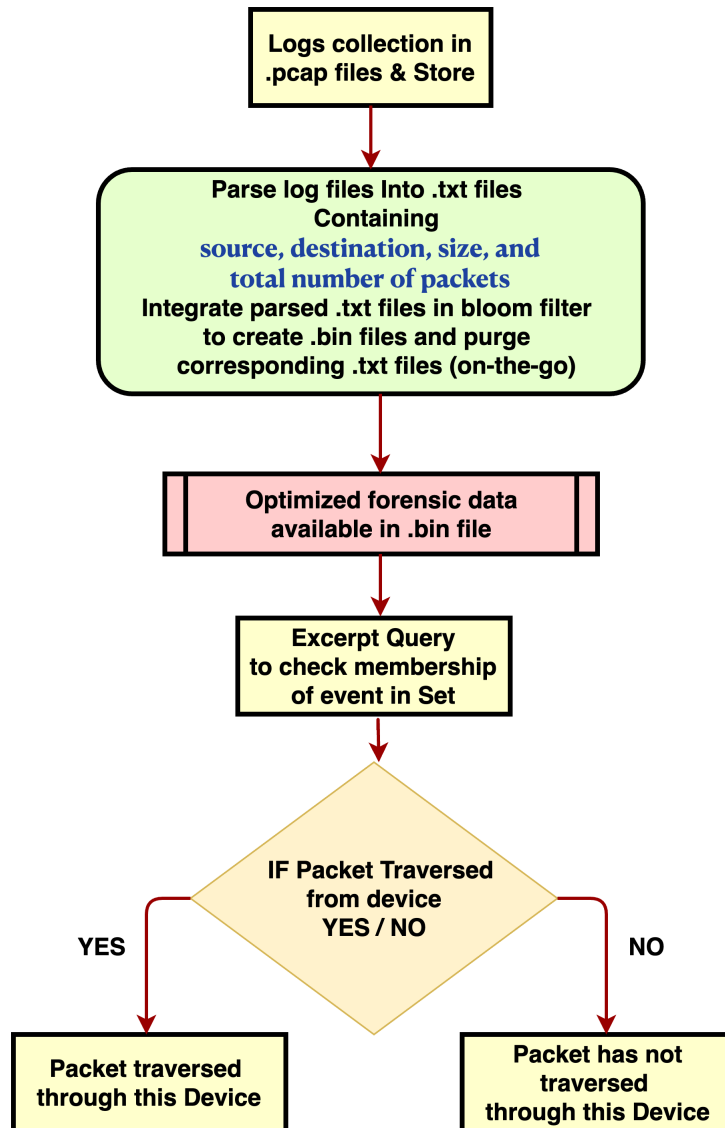 Logs collection in
.pcap files & Store
Parse log files Into .txt files
Containing
source, destination, size, and
total number of packets
Integrate parsed .txt files in bloom filter
to create .bin files and purge
corresponding .txt files (on-the-go)
Optimized forensic data
available in .bin file
Excerpt Query
to check membership
of event in Set
IF Packet Traversed
from device
YES / NO
YES
NO
Packet traversed
through this Device
Packet has not
traversed
through this Device